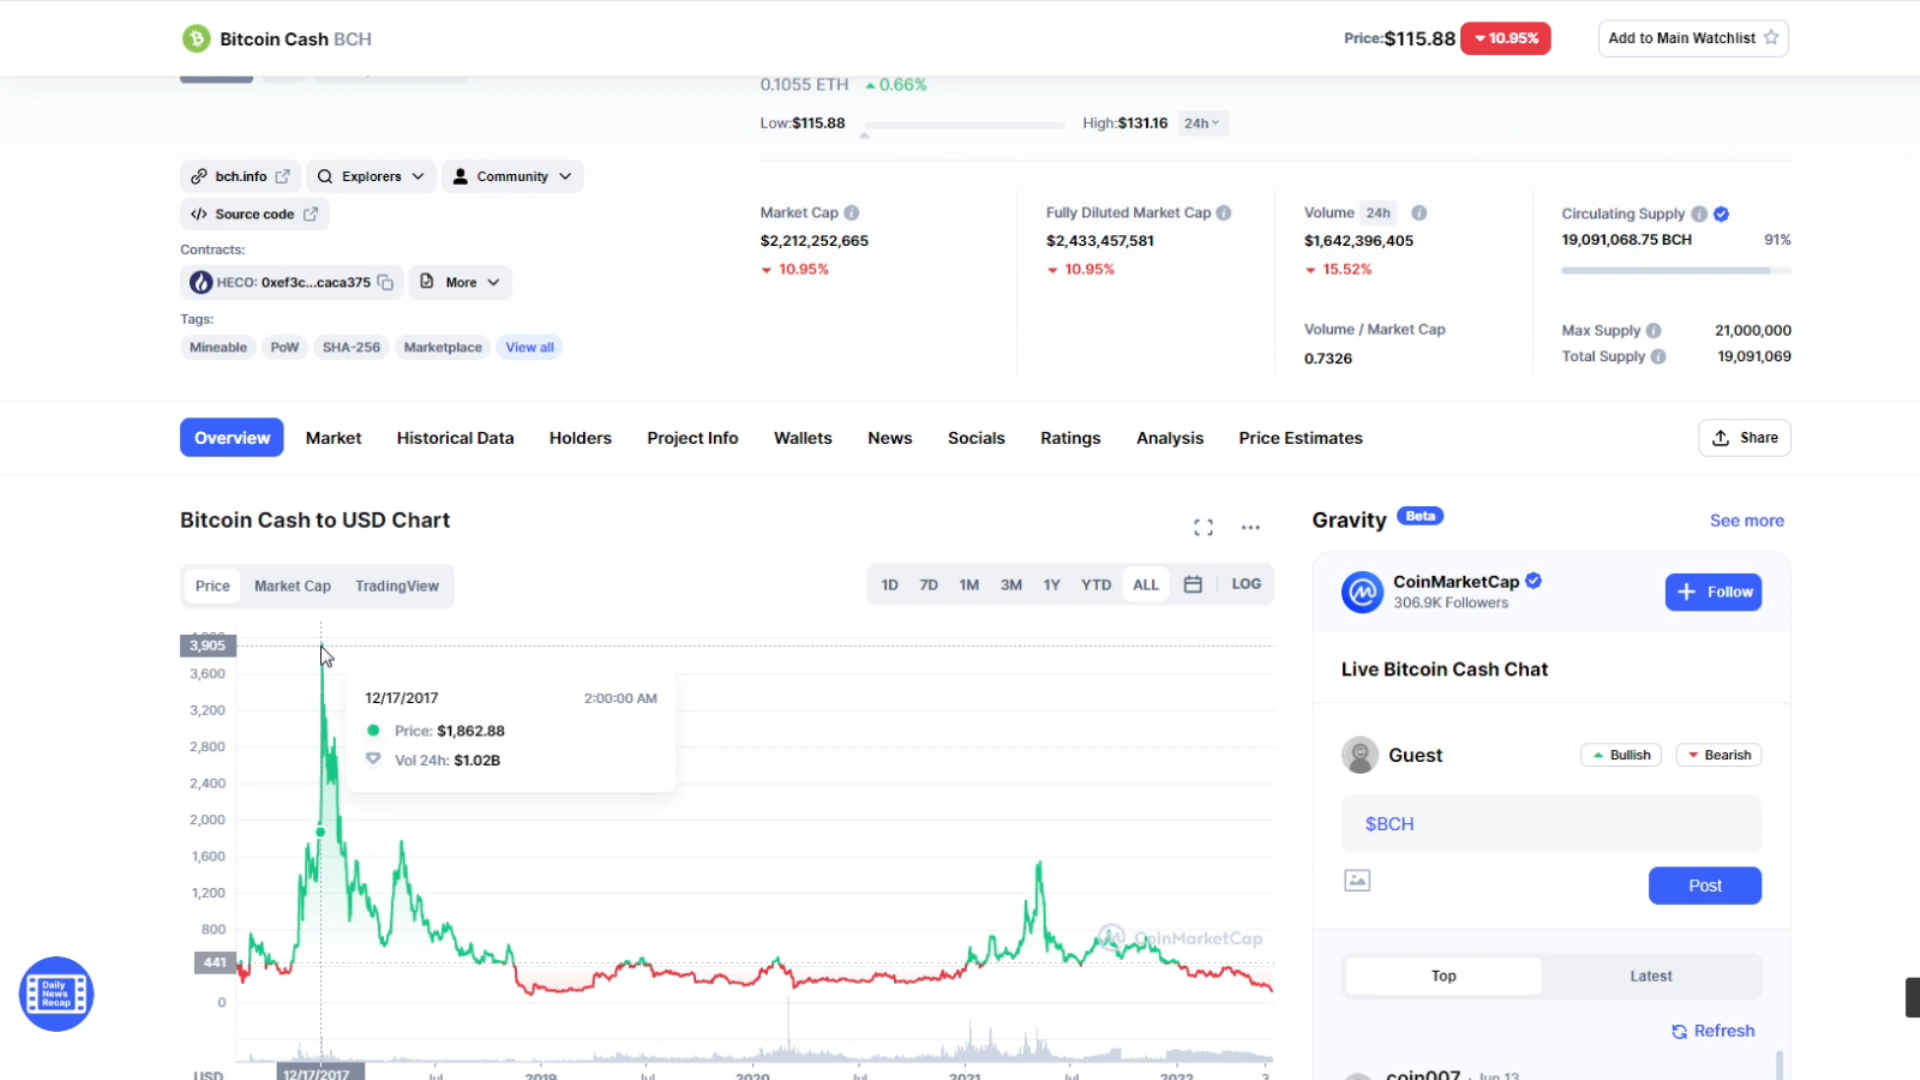 Bitcoin Cash BCH
Price:$115.88 10.95%
Add to Main Watchlist
0.1055 ETH 0.66%
Low:$115.88 High:$131.16 24h
bch.info Explorers Community
Source code
Contracts:
HECO: 0xef3c...caca375 More
Tags:
Mineable PoW SHA-256 Marketplace View all
Market Cap
$2,212,252,665
10.95%
Fully Diluted Market Cap
$2,433,457,581
10.95%
Volume 24h
$1,642,396,405
15.52%
Volume / Market Cap
0.7326
Circulating Supply
19,091,068.75 BCH 91%
Max Supply 21,000,000
Total Supply 19,091,069
Overview Market Historical Data Holders Project Info Wallets News Socials Ratings Analysis Price Estimates Share
Bitcoin Cash to USD Chart
Price Market Cap TradingView
1D 7D 1M 3M 1Y YTD ALL LOG
3,905
3,600
3,200
2,800
2,400
2,000
1,600
1,200
800
441
0
12/17/2017 2:00:00 AM
Price: $1,862.88
Vol 24h: $1.02B
CoinMarketCap
USD 12/17/2017 Jul 2019 Jul 2020 Jul 2021 Jul 2022 3
Daily
News
Recap
Gravity Beta See more
CoinMarketCap
306.9K Followers
Follow
Live Bitcoin Cash Chat
Guest Bullish Bearish
$BCH
Post
Top Latest
Refresh
coin007 · Jun 13